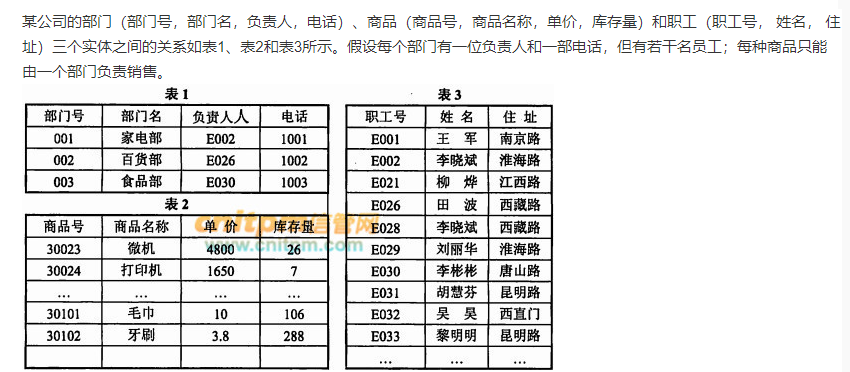 某公司的部门（部门号，部门名，负责人，电话）、商品（商品号，商品名称，单价，库存量）和职工（职工号， 姓名， 住
址）三个实体之间的关系如表1、表2和表3所示。假设每个部门有一位负责人和一部电话，但有若干名员工；每种商品只能
由一个部门负责销售。
表1
部门号 部门名 负责人人 电话
001 家电部 E002 1001
002 百货部 E026 1002
003 食品部 E030 1003
表2
商品号 商品名称 单 价 库存量
30023 微机 4800 26
30024 打印机 1650 7
… … … …
30101 毛巾 10 106
30102 牙刷 3.8 288
表3
职工号 姓 名 住 址
E001 王 军 南京路
E002 李晓斌 淮海路
E021 柳 烨 江西路
E026 田 波 西藏路
E028 李晓斌 西藏路
E029 刘丽华 淮海路
E030 李彬彬 唐山路
E031 胡慧芬 昆明路
E032 吴 昊 西直门
E033 黎明明 昆明路
… … …
cnitpm信管网
www.cnitpm.com